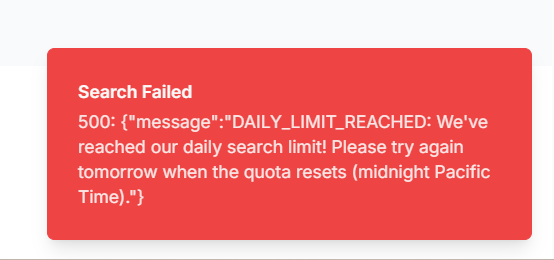 Search Failed
500: {"message":"DAILY_LIMIT_REACHED: We've
reached our daily search limit! Please try again
tomorrow when the quota resets (midnight Pacific
Time)."}